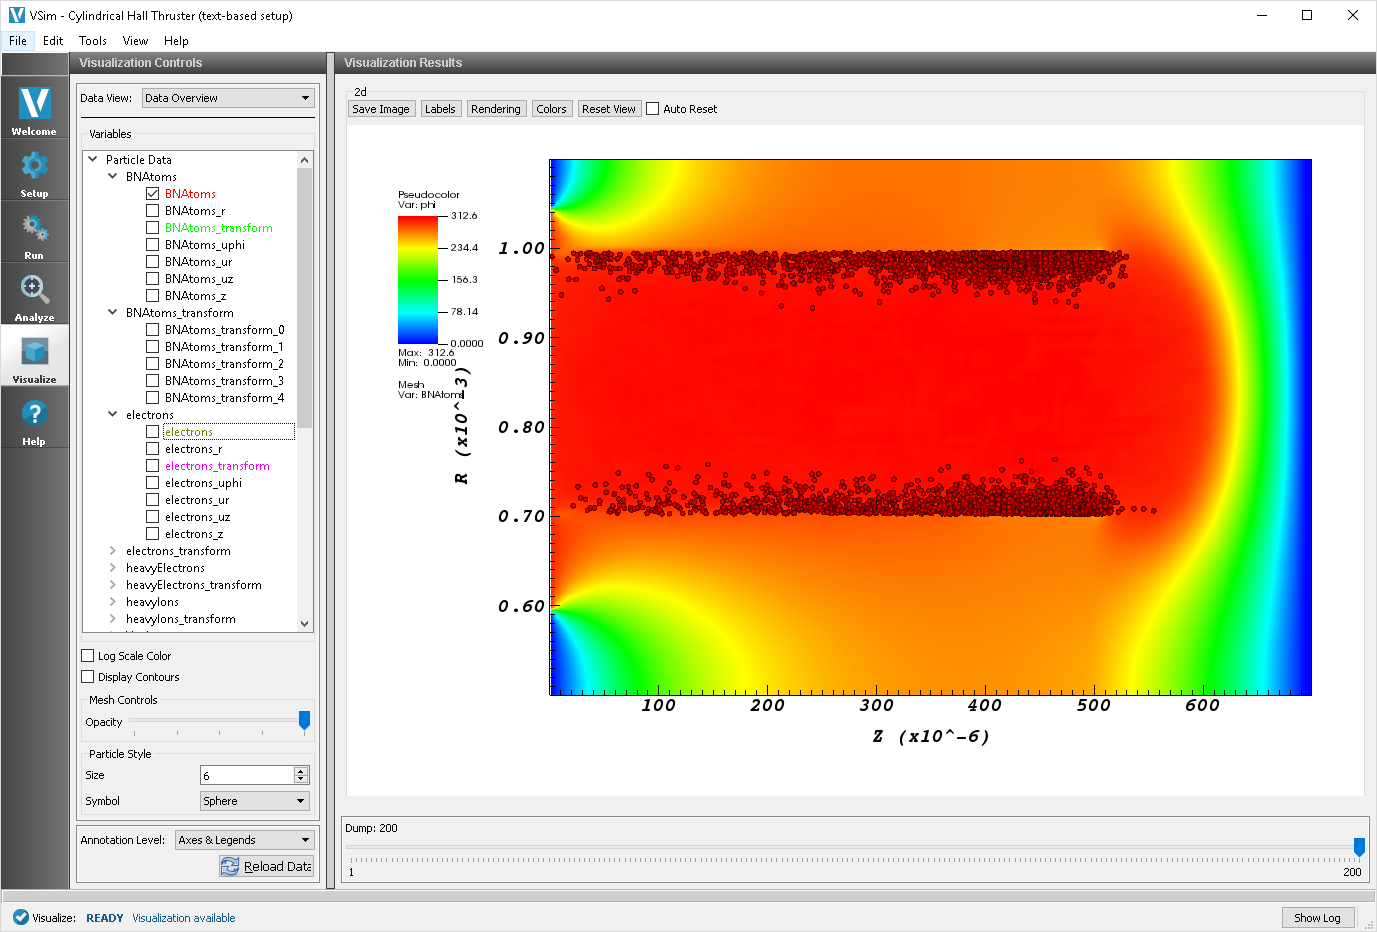 VSim - Cylindrical Hall Thruster (text-based setup)
File Edit Tools View Help
Visualization Controls
Visualization Results
Welcome
Setup
Run
Analyze
Visualize
Help
Data View: Data Overview
Variables
Particle Data
BNAtoms
BNAtoms
BNAtoms_r
BNAtoms_transform
BNAtoms_uphi
BNAtoms_ur
BNAtoms_uz
BNAtoms_z
BNAtoms_transform
BNAtoms_transform_0
BNAtoms_transform_1
BNAtoms_transform_2
BNAtoms_transform_3
BNAtoms_transform_4
electrons
electrons
electrons_r
electrons_transform
electrons_uphi
electrons_ur
electrons_uz
electrons_z
electrons_transform
heavyElectrons
heavyElectrons_transform
heavyIons
heavyIons_transform
Log Scale Color
Display Contours
Mesh Controls
Opacity
Particle Style
Size 6
Symbol Sphere
Annotation Level: Axes & Legends
Reload Data
2d
Save Image Labels Rendering Colors Reset View Auto Reset
Pseudocolor
Var: phi
312.6
234.4
156.3
78.14
0.0000
Max: 312.6
Min: 0.0000
Mesh
Var: BNAtoms
R (x10^-3)
1.00
0.90
0.80
0.70
0.60
100 200 300 400 500 600
Z (x10^-6)
Dump: 200
1 200
Visualize: READY Visualization available
Show Log